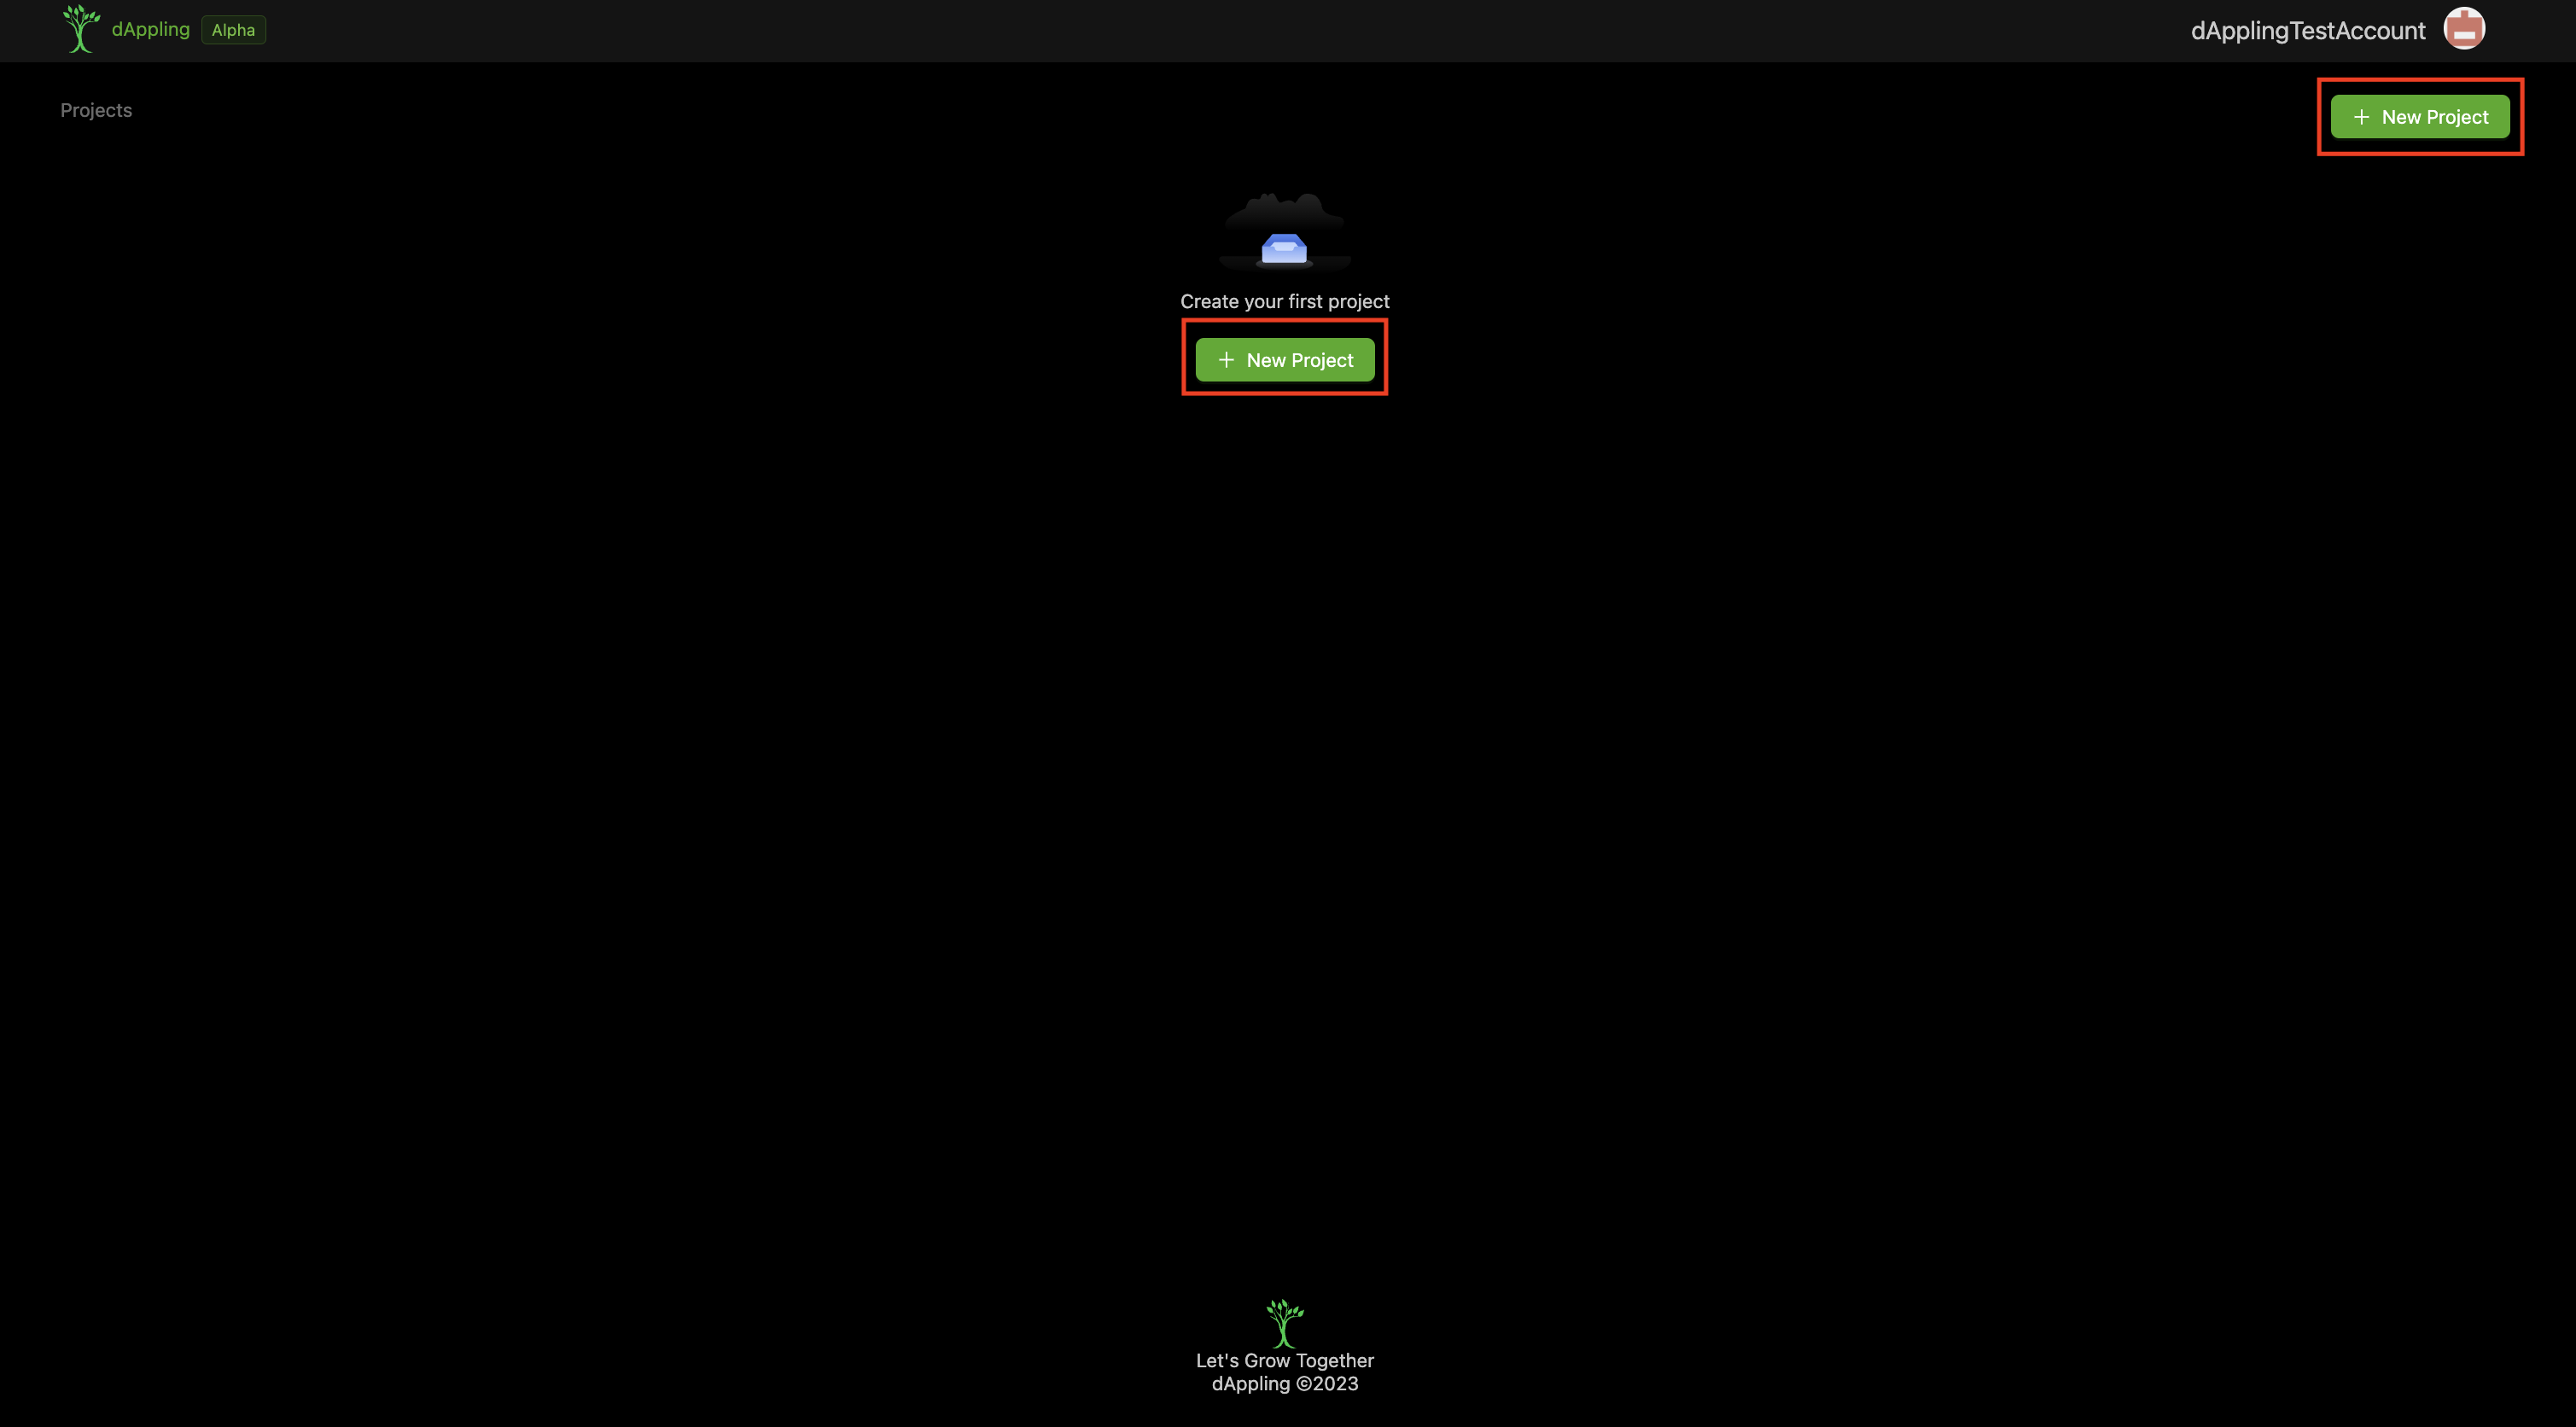 dAppling Alpha
dApplingTestAccount
Projects
New Project
Create your first project
New Project
Let's Grow Together
dAppling ©2023